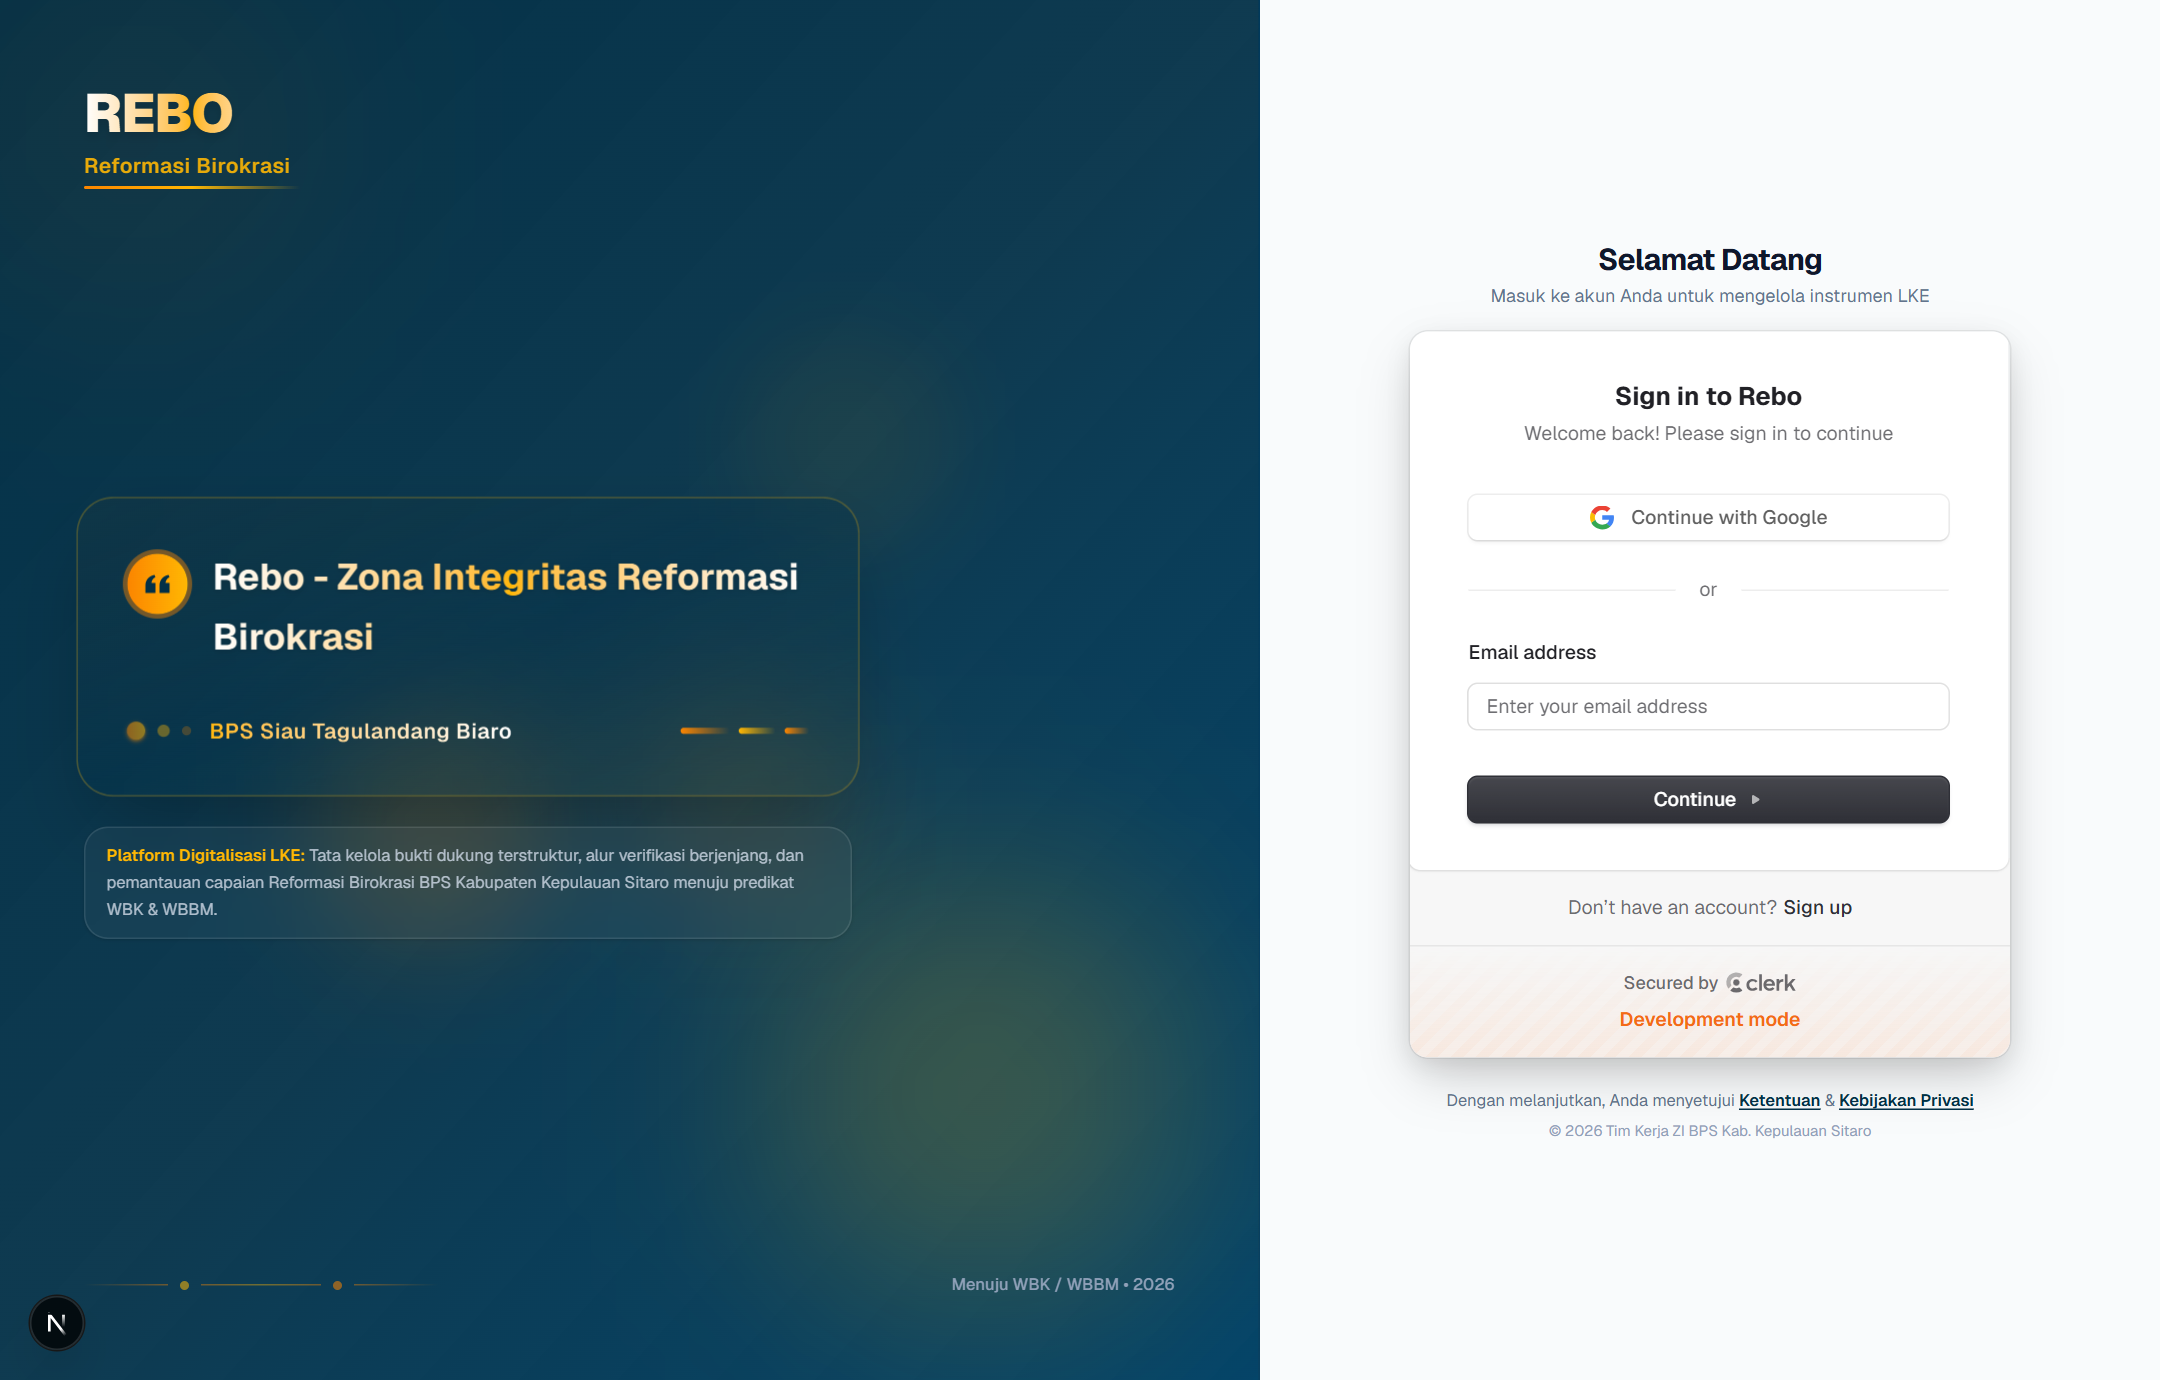 REBO
Reformasi Birokrasi
Rebo - Zona Integritas Reformasi
Birokrasi
BPS Siau Tagulandang Biaro
Platform Digitalisasi LKE: Tata kelola bukti dukung terstruktur, alur verifikasi berjenjang, dan
pemantauan capaian Reformasi Birokrasi BPS Kabupaten Kepulauan Sitaro menuju predikat
WBK & WBBM.
Menuju WBK / WBBM • 2026
Selamat Datang
Masuk ke akun Anda untuk mengelola instrumen LKE
Sign in to Rebo
Welcome back! Please sign in to continue
Continue with Google
or
Email address
Enter your email address
Continue
Don’t have an account? Sign up
Secured by clerk
Development mode
Dengan melanjutkan, Anda menyetujui Ketentuan & Kebijakan Privasi
© 2026 Tim Kerja ZI BPS Kab. Kepulauan Sitaro